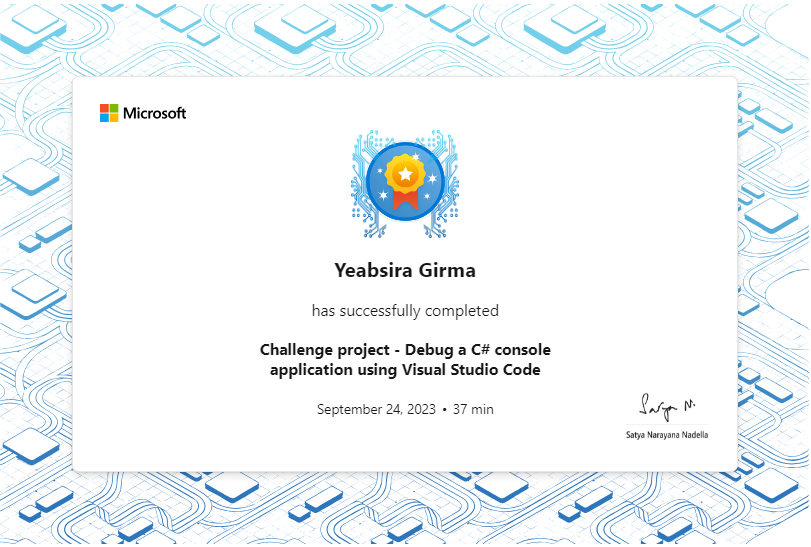 Microsoft
Yeabsira Girma
has successfully completed
Challenge project - Debug a C# console
application using Visual Studio Code
September 24, 2023 • 37 min
Satya N.
Satya Narayana Nadella